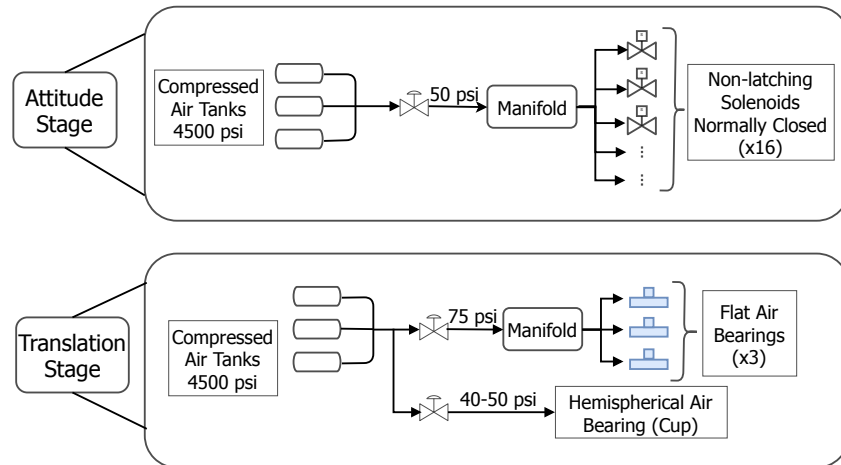 Attitude
Stage
Compressed
Air Tanks
4500 psi
50 psi
Manifold
Non-latching
Solenoids
Normally Closed
(x16)
Translation
Stage
Compressed
Air Tanks
4500 psi
75 psi
Manifold
Flat Air
Bearings
(x3)
40-50 psi
Hemispherical Air
Bearing (Cup)